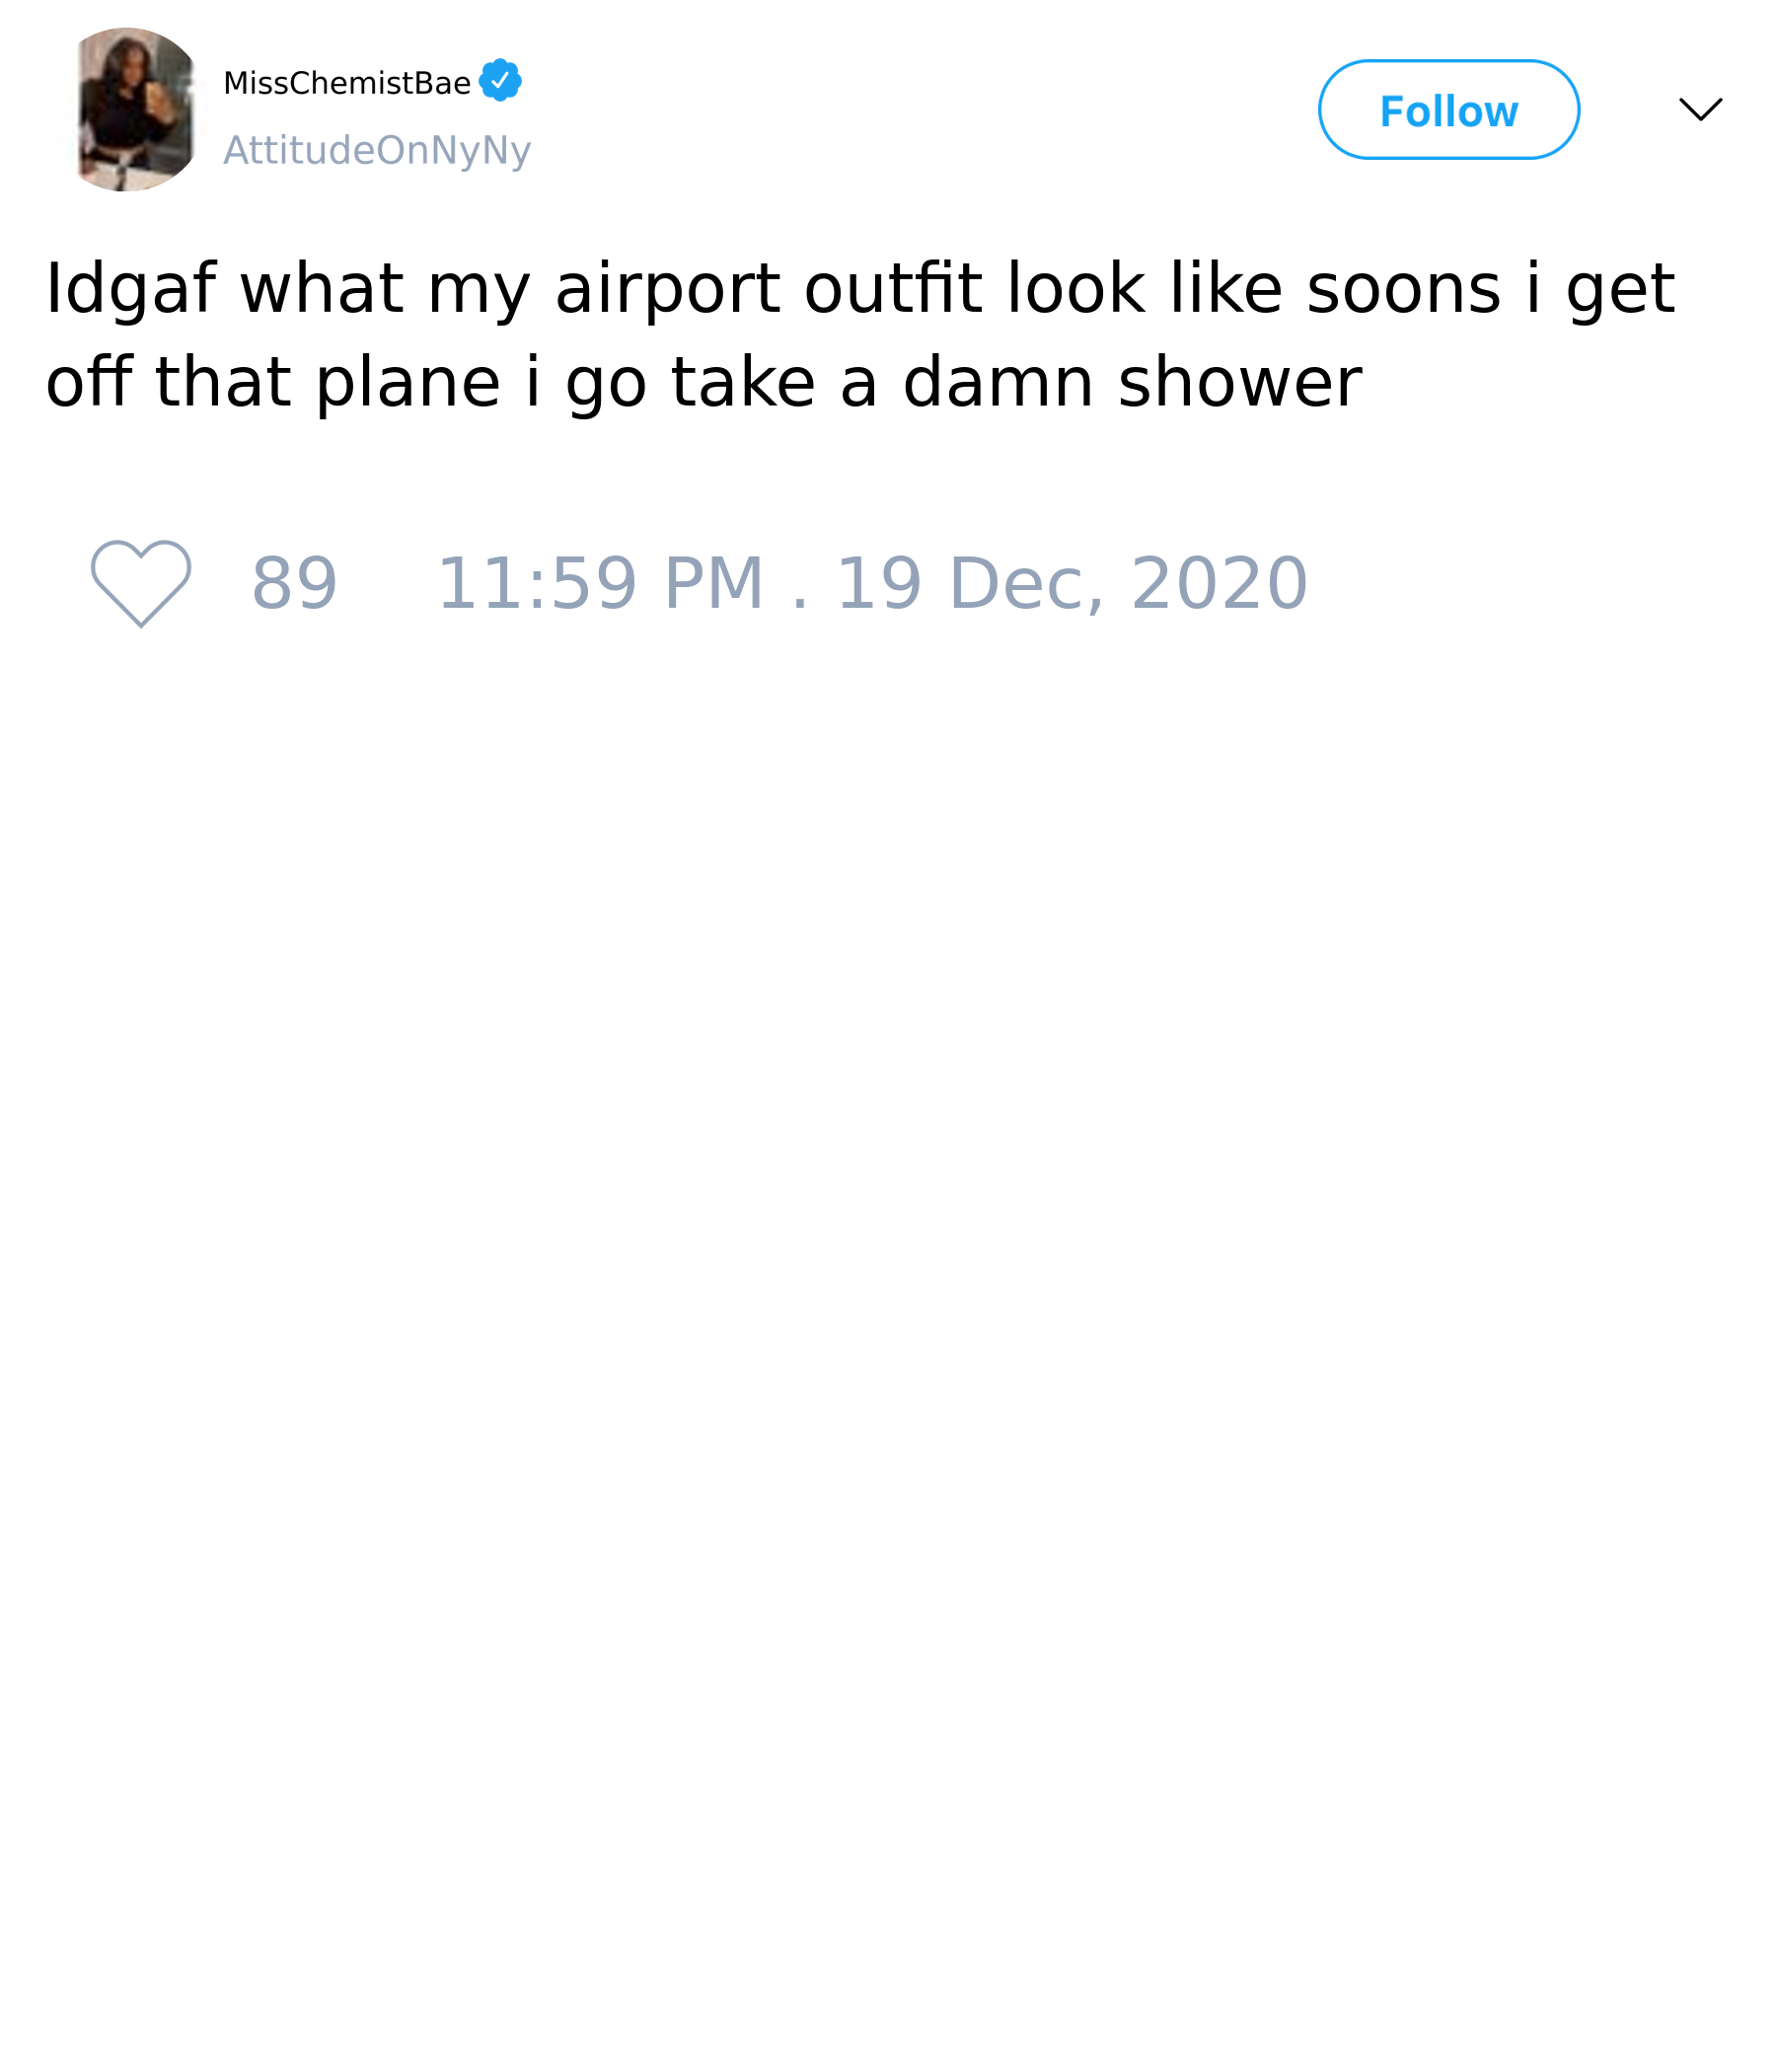 MissChemistBae
AttitudeOnNyNy
Follow
Idgaf what my airport outfit look like soons i get
off that plane i go take a damn shower
89 11:59 PM . 19 Dec, 2020